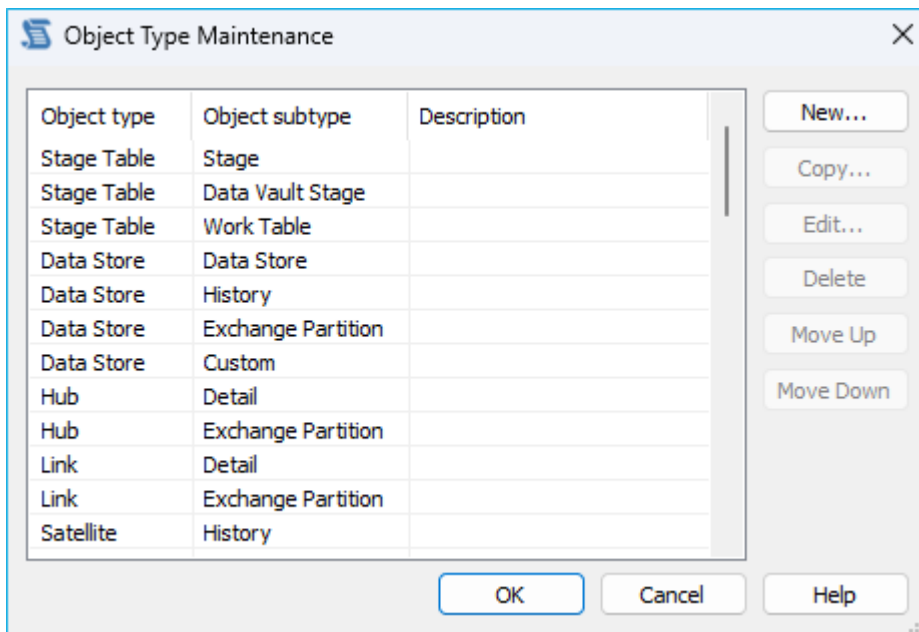 Object Type Maintenance
Object type Object subtype Description
Stage Table Stage
Stage Table Data Vault Stage
Stage Table Work Table
Data Store Data Store
Data Store History
Data Store Exchange Partition
Data Store Custom
Hub Detail
Hub Exchange Partition
Link Detail
Link Exchange Partition
Satellite History
New...
Copy...
Edit...
Delete
Move Up
Move Down
OK Cancel Help